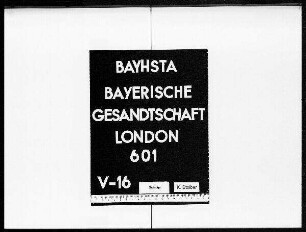 BAYHSTA
BAYERISCHE
GESANDTSCHAFT
LONDON
601
V-16